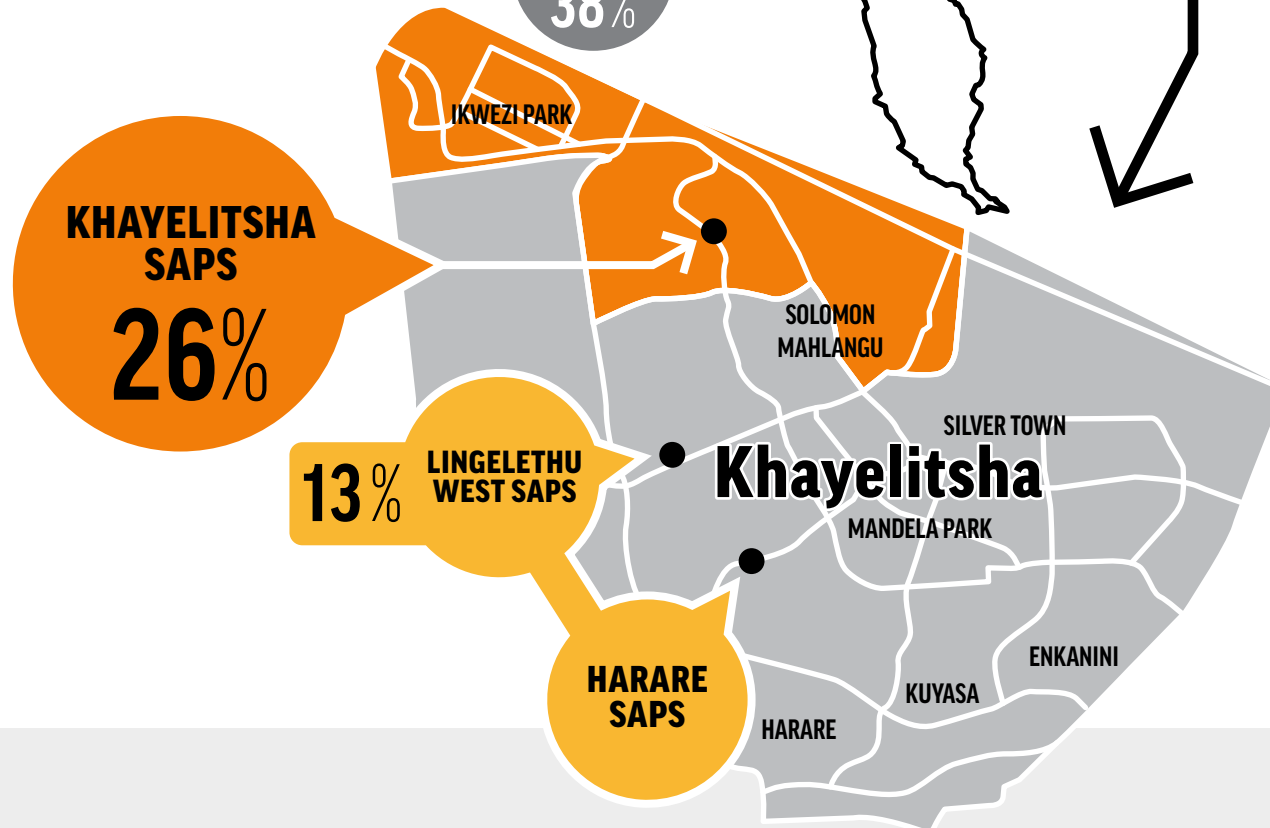 38%
IKWEZI PARK
KHAYELITSHA
SAPS
26%
SOLOMON
MAHLANGU
SILVER TOWN
13%
LINGELETHU
WEST SAPS
Khayelitsha
MANDELA PARK
ENKANINI
HARARE
SAPS
KUYASA
HARARE